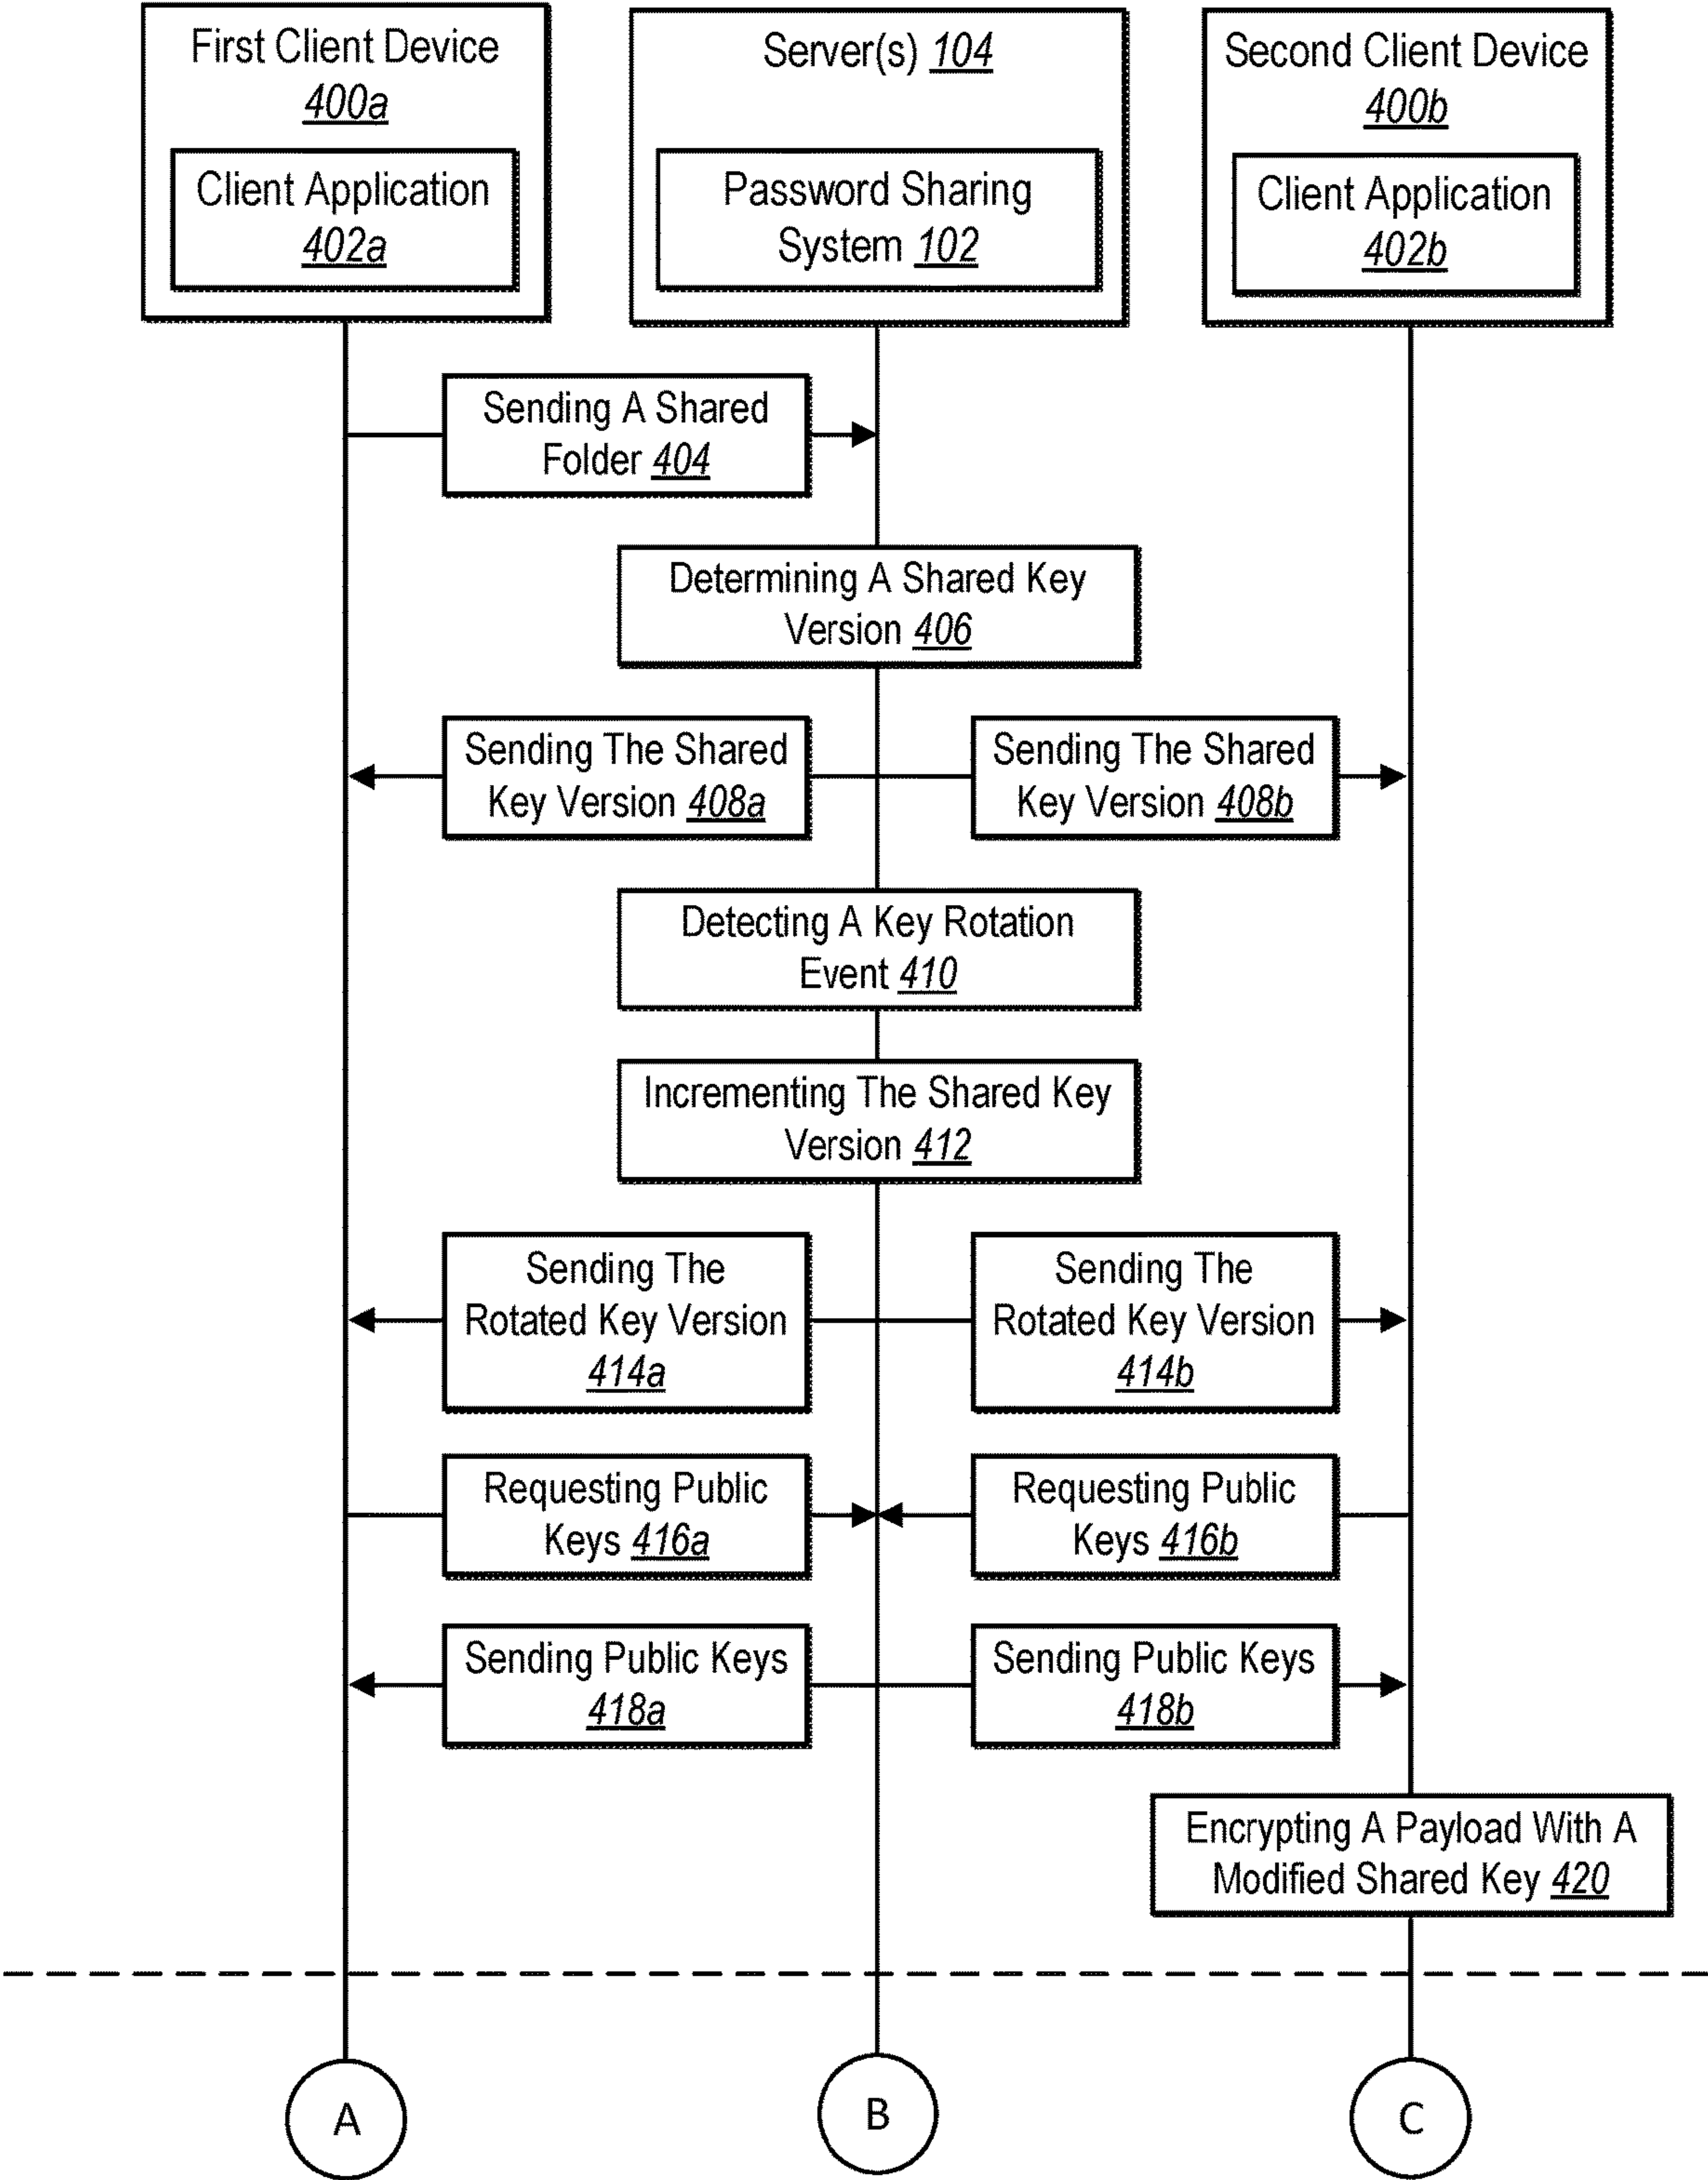 First Client Device
400a
Client Application
402a
Server(s) 104
Password Sharing
System 102
Second Client Device
400b
Client Application
402b
Sending A Shared
Folder 404
Determining A Shared Key
Version 406
Sending The Shared
Key Version 408a
Sending The Shared
Key Version 408b
Detecting A Key Rotation
Event 410
Incrementing The Shared Key
Version 412
Sending The
Rotated Key Version
414a
Sending The
Rotated Key Version
414b
Requesting Public
Keys 416a
Requesting Public
Keys 416b
Sending Public Keys
418a
Sending Public Keys
418b
Encrypting A Payload With A
Modified Shared Key 420
A
B
C